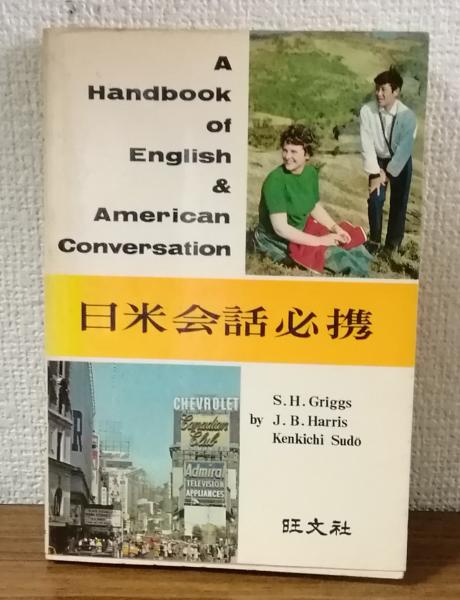 A
Handbook
of
English
&
American
Conversation
日米会話必携
CHEVROLET
Canadian
Club
Admiral
TELEVISION
APPLIANCES
S.H. Griggs
by J.B. Harris
Kenkichi Sudō
旺文社